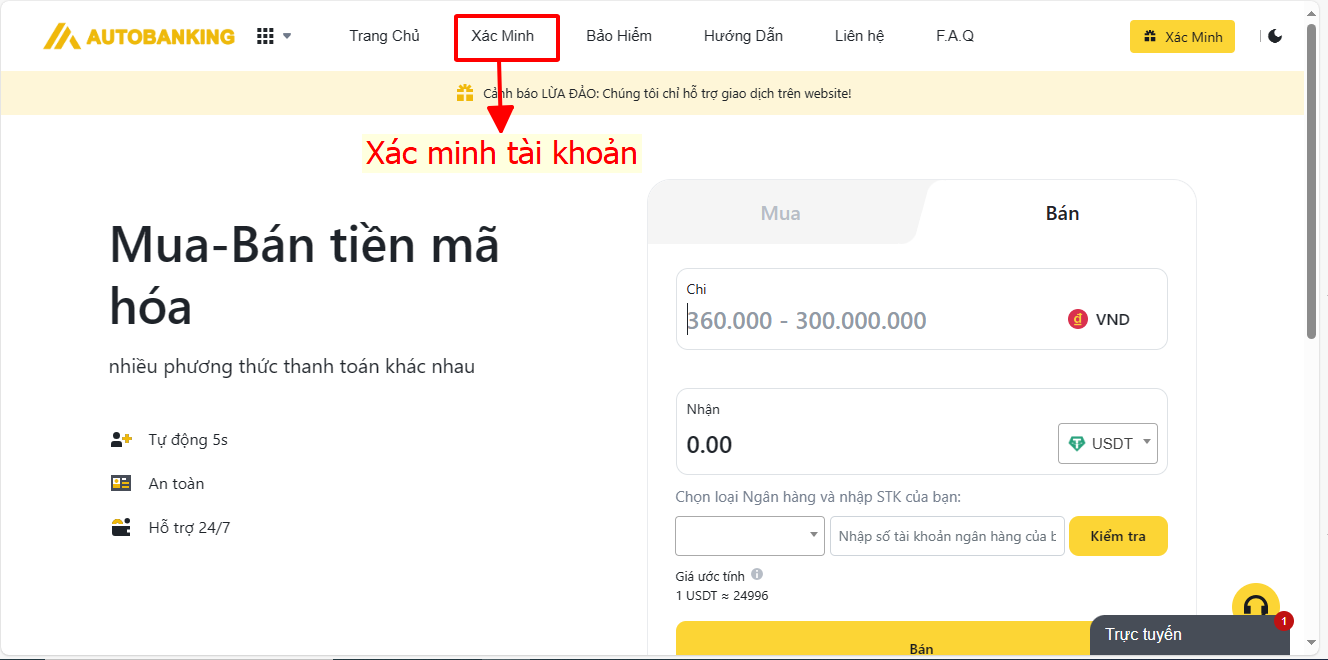 AUTOBANKING
Trang Chủ
Xác Minh
Bảo Hiểm
Hướng Dẫn
Liên hệ
F.A.Q
Xác Minh
Cảnh báo LỪA ĐẢO: Chúng tôi chỉ hỗ trợ giao dịch trên website!
Xác minh tài khoản
Mua-Bán tiền mã
hóa
nhiều phương thức thanh toán khác nhau
Tự động 5s
An toàn
Hỗ trợ 24/7
Mua
Bán
Chi
360.000 - 300.000.000
đ VND
Nhận
0.00
USDT
Chọn loại Ngân hàng và nhập STK của bạn:
Nhập số tài khoản ngân hàng của b
Kiểm tra
Giá ước tính
1 USDT ≈ 24996
Bán
1
Trực tuyến